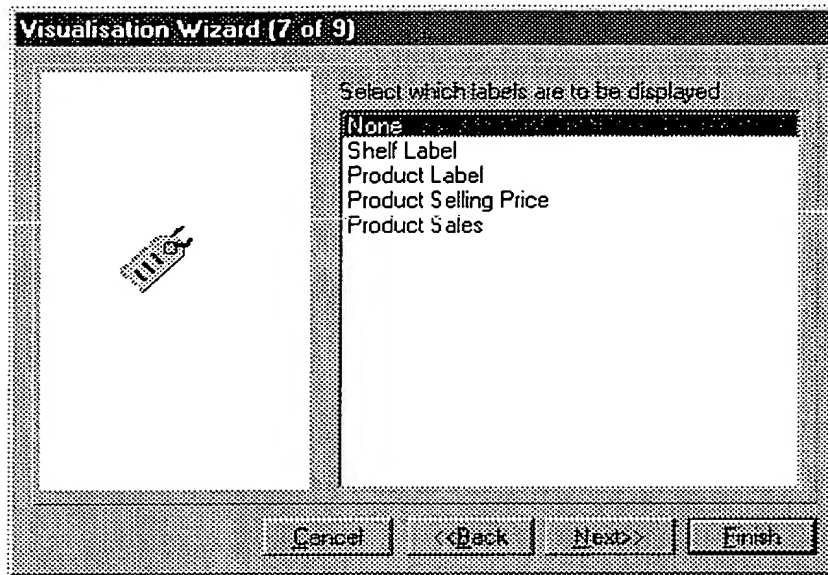 Visualisation Wizard (7 of 9)
Select which labels are to be displayed
None
Shelf Label
Product Label
Product Selling Price
Product Sales
Cancel
<<Back
Next>>
Finish